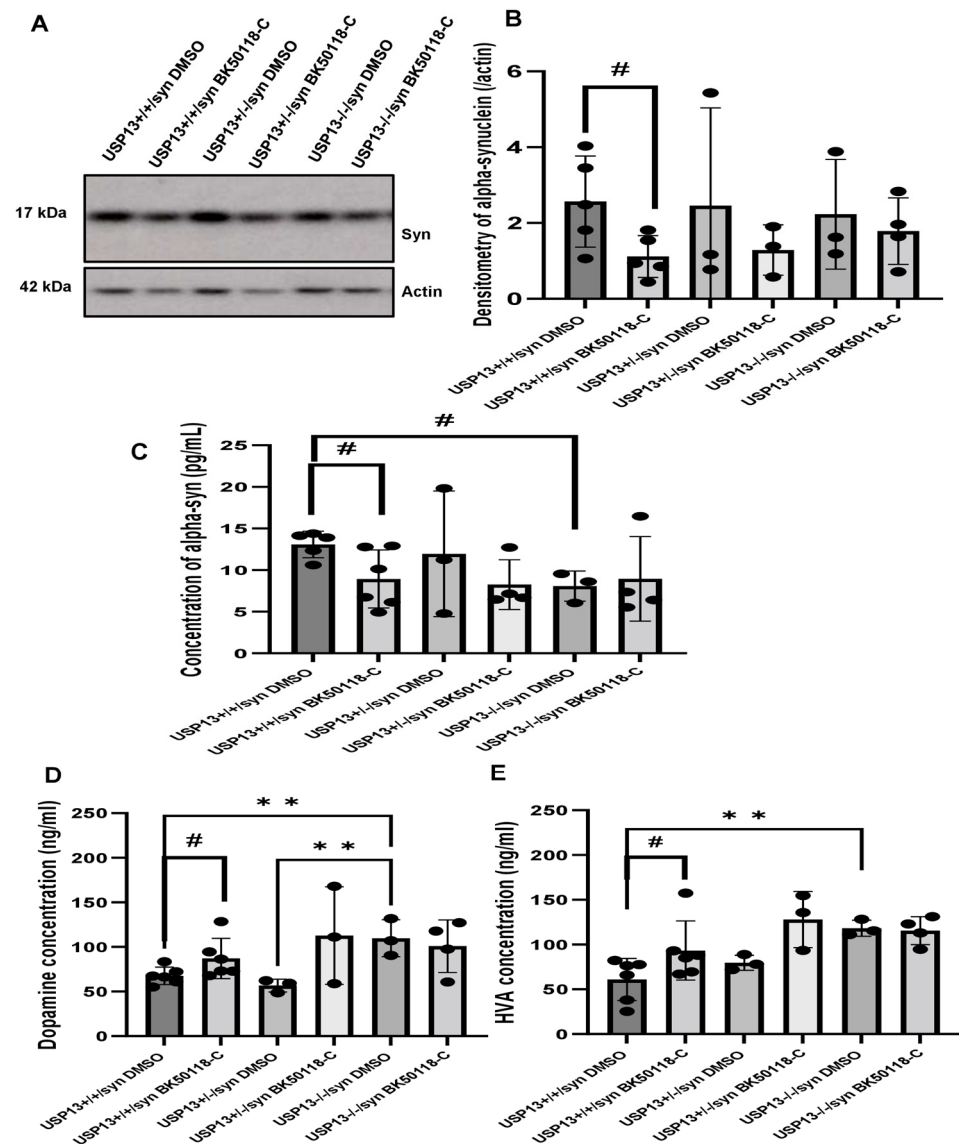 A
USP13+/+/syn DMSO
USP13+/+/syn BK50118-C
USP13+/-/syn DMSO
USP13+/-/syn BK50118-C
USP13-/-/syn DMSO
USP13-/-/syn BK50118-C
17 kDa
Syn
42 kDa
Actin
B
Densitometry of alpha-synuclein (/actin)
6
4
2
0
#
USP13+/+/syn DMSO
USP13+/+/syn BK50118-C
USP13+/-/syn DMSO
USP13+/-/syn BK50118-C
USP13-/-/syn DMSO
USP13-/-/syn BK50118-C
C
Concentration of alpha-syn (pg/mL)
25
20
15
10
5
0
#
#
USP13+/+/syn DMSO
USP13+/+/syn BK50118-C
USP13+/-/syn DMSO
USP13+/-/syn BK50118-C
USP13-/-/syn DMSO
USP13-/-/syn BK50118-C
D
Dopamine concentration (ng/ml)
250
200
150
100
50
0
* *
#
* *
USP13+/+/syn DMSO
USP13+/+/syn BK50118-C
USP13+/-/syn DMSO
USP13+/-/syn BK50118-C
USP13-/-/syn DMSO
USP13-/-/syn BK50118-C
E
HVA concentration (ng/ml)
250
200
150
100
50
0
* *
#
USP13+/+/syn DMSO
USP13+/+/syn BK50118-C
USP13+/-/syn DMSO
USP13+/-/syn BK50118-C
USP13-/-/syn DMSO
USP13-/-/syn BK50118-C